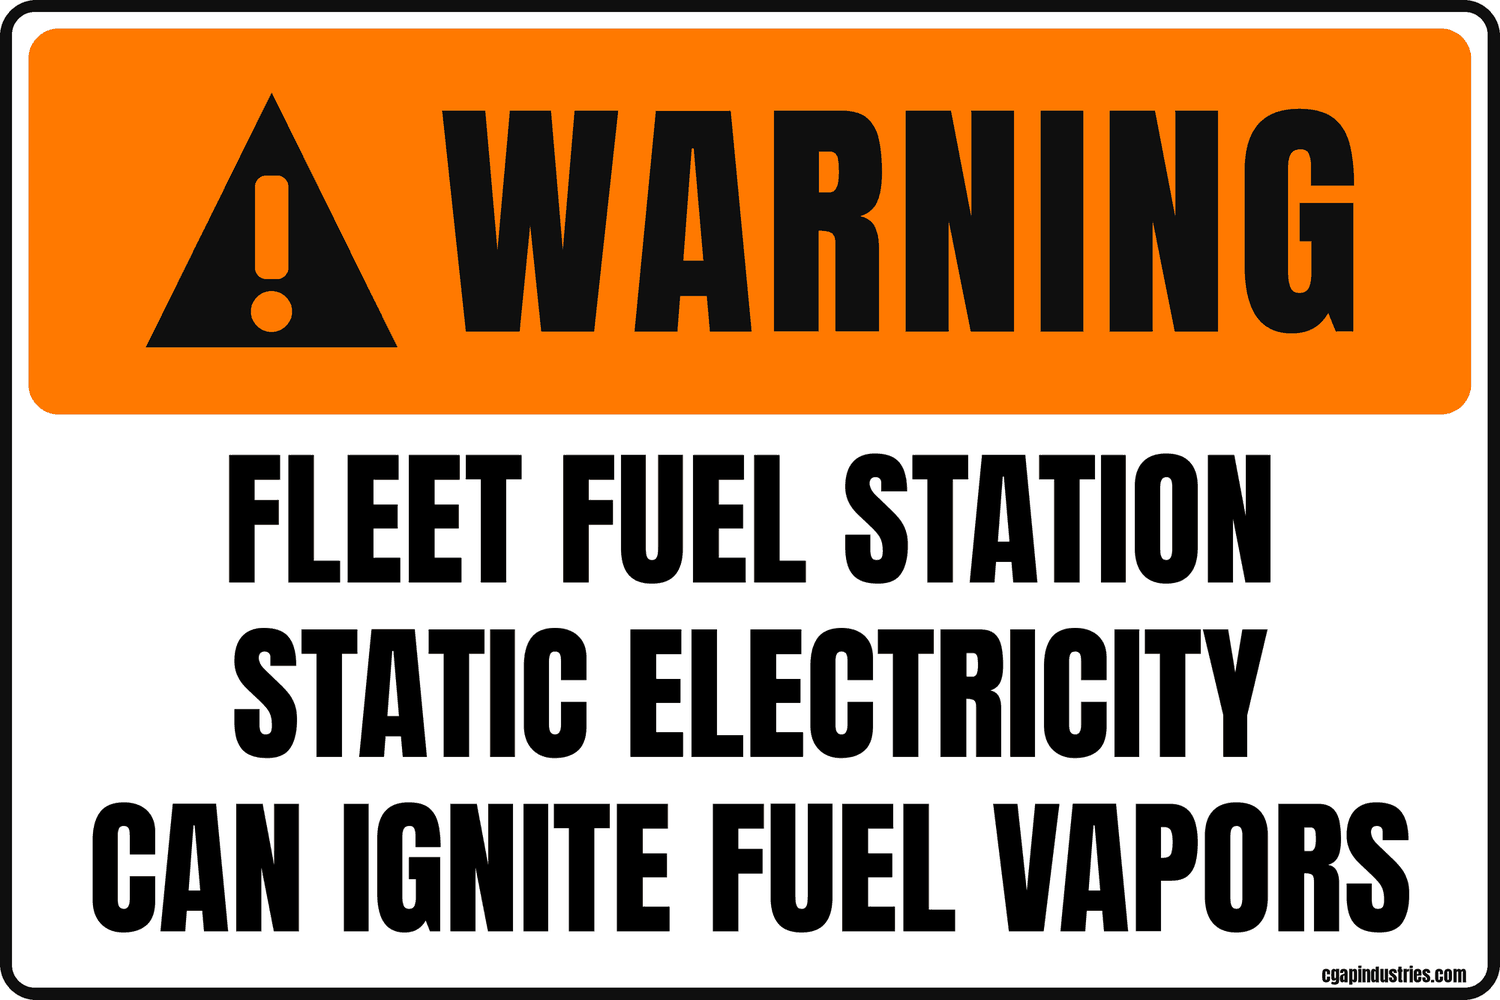 WARNING
FLEET FUEL STATION
STATIC ELECTRICITY
CAN IGNITE FUEL VAPORS
cgapindustries.com